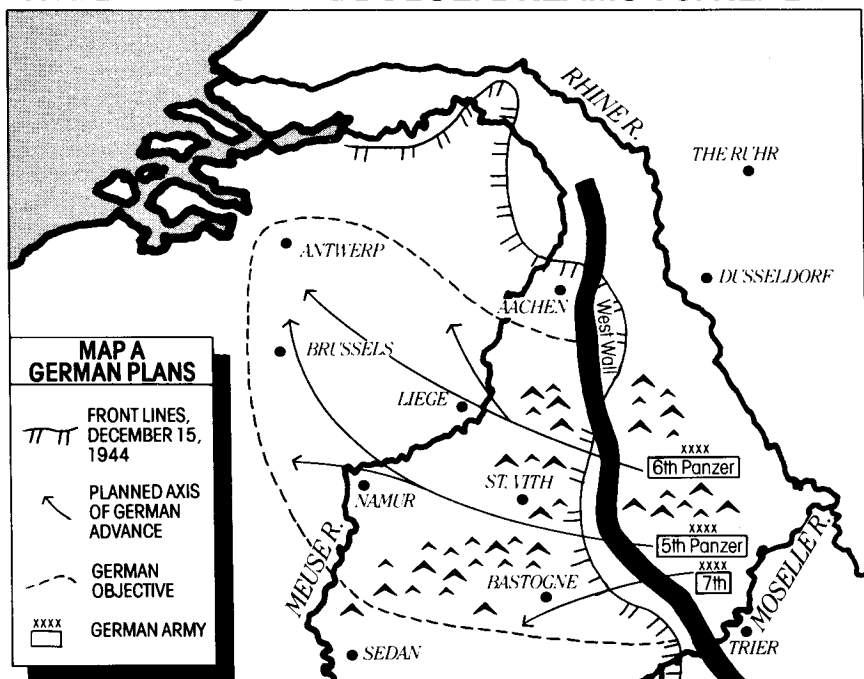 RHINE R.
THE RUHR
ANTWERP
DUSSELDORF
AACHEN
West Wall
BRUSSELS
LIEGE
XXXX
6th Panzer
ST. VITH
NAMUR
XXXX
5th Panzer
MEUSE R.
MOSELLE R.
XXXX
7th
BASTOGNE
TRIER
SEDAN
MAP A
GERMAN PLANS
FRONT LINES,
DECEMBER 15,
1944
PLANNED AXIS
OF GERMAN
ADVANCE
GERMAN
OBJECTIVE
XXXX
GERMAN ARMY